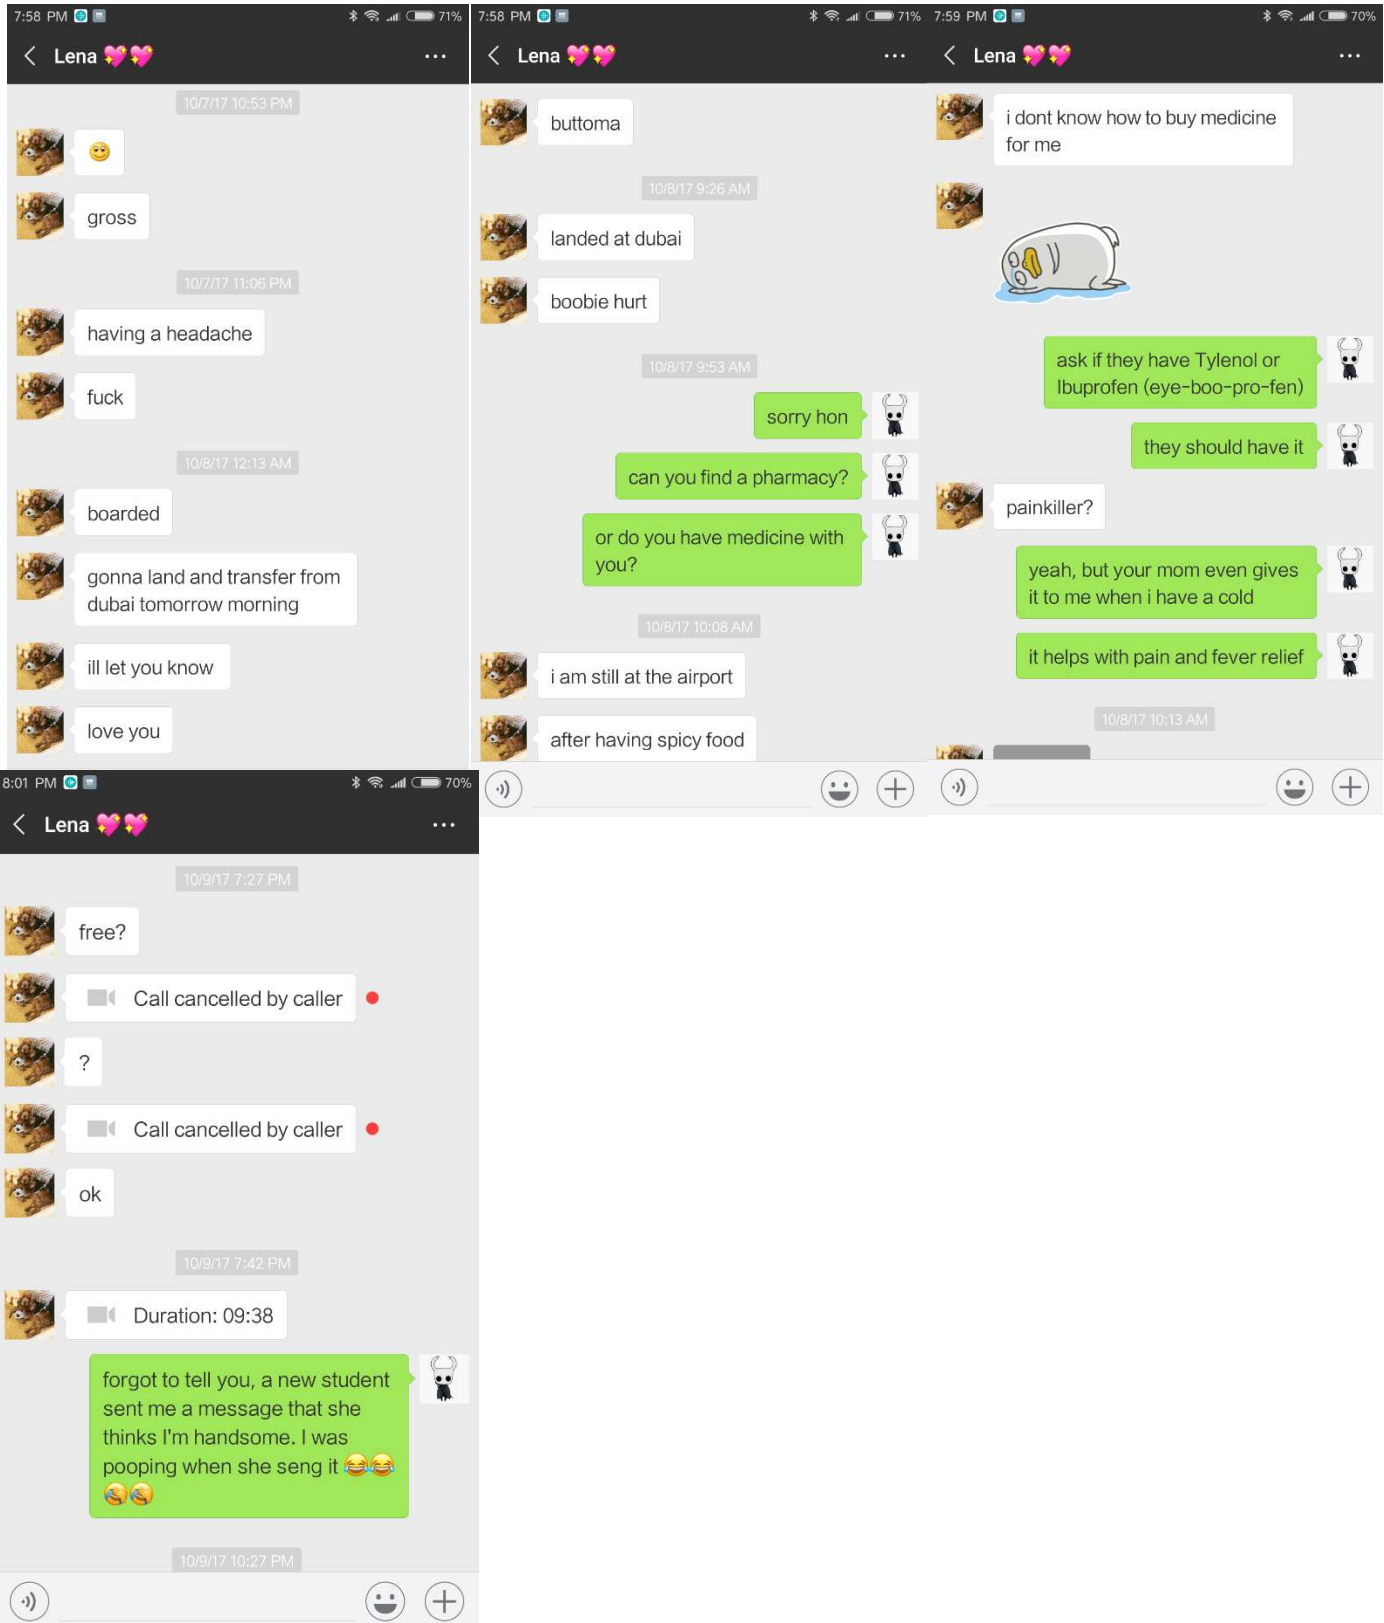 7:58 PM
71%
Lena 💖💖
10/7/17 10:53 PM
gross
10/7/17 11:06 PM
having a headache
fuck
10/8/17 12:13 AM
boarded
gonna land and transfer from
dubai tomorrow morning
ill let you know
love you
7:58 PM
71%
Lena 💖💖
buttoma
10/8/17 9:26 AM
landed at dubai
boobie hurt
10/8/17 9:53 AM
sorry hon
can you find a pharmacy?
or do you have medicine with
you?
10/8/17 10:08 AM
i am still at the airport
after having spicy food
7:59 PM
70%
Lena 💖💖
i dont know how to buy medicine
for me
ask if they have Tylenol or
Ibuprofen (eye-boo-pro-fen)
they should have it
painkiller?
yeah, but your mom even gives
it to me when i have a cold
it helps with pain and fever relief
10/8/17 10:13 AM
8:01 PM
70%
Lena 💖💖
10/9/17 7:27 PM
free?
Call cancelled by caller
?
Call cancelled by caller
ok
10/9/17 7:42 PM
Duration: 09:38
forgot to tell you, a new student
sent me a message that she
thinks I'm handsome. I was
pooping when she seng it 😂😂
10/9/17 10:27 PM